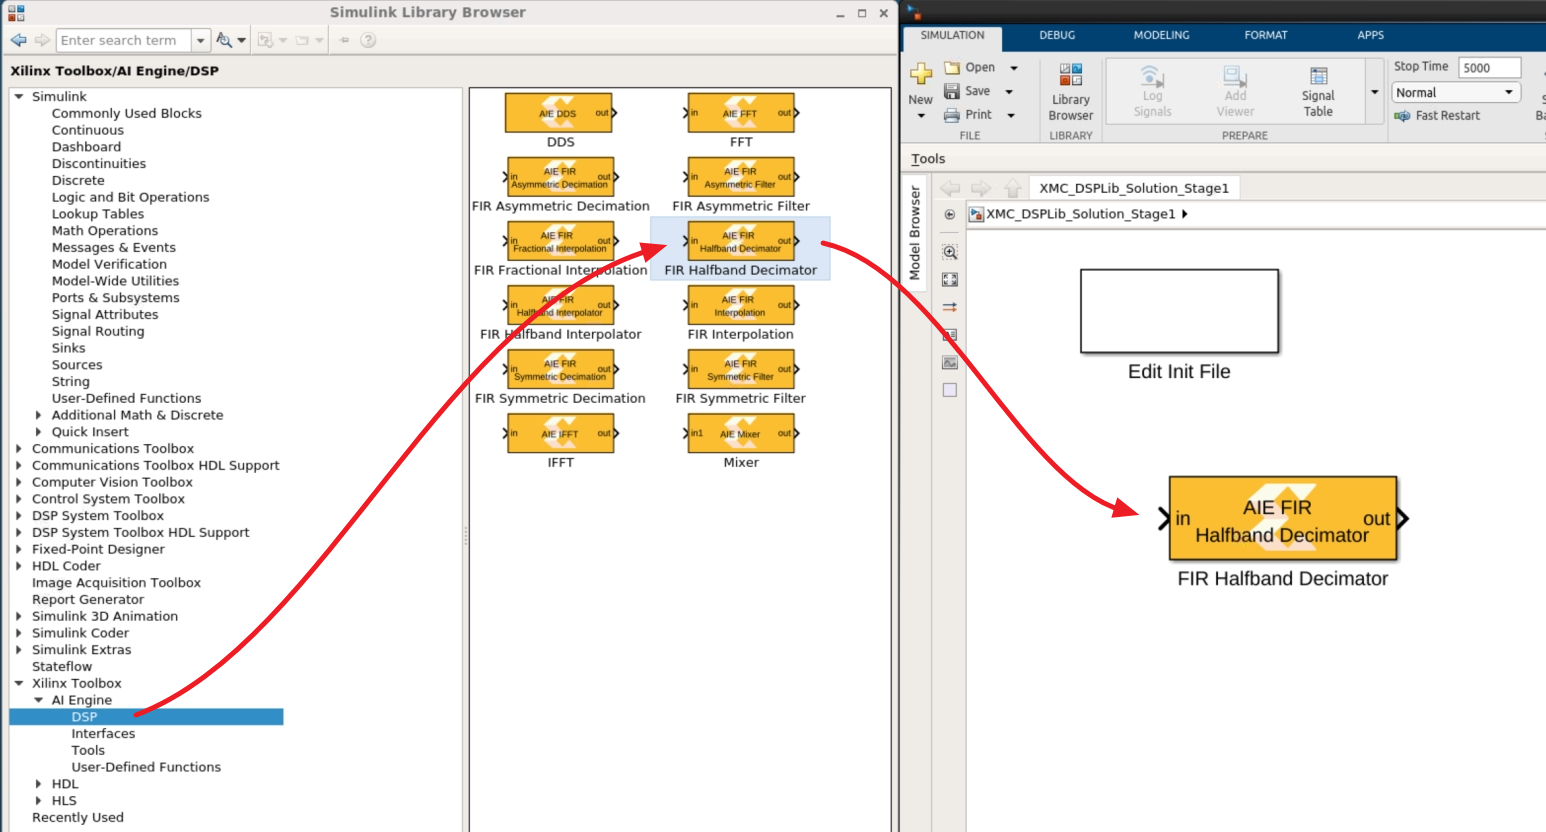 Simulink Library Browser
Enter search term
Xilinx Toolbox/AI Engine/DSP
Simulink
Commonly Used Blocks
Continuous
Dashboard
Discontinuities
Discrete
Logic and Bit Operations
Lookup Tables
Math Operations
Messages & Events
Model Verification
Model-Wide Utilities
Ports & Subsystems
Signal Attributes
Signal Routing
Sinks
Sources
String
User-Defined Functions
Additional Math & Discrete
Quick Insert
Communications Toolbox
Communications Toolbox HDL Support
Computer Vision Toolbox
Control System Toolbox
DSP System Toolbox
DSP System Toolbox HDL Support
Fixed-Point Designer
HDL Coder
Image Acquisition Toolbox
Report Generator
Simulink 3D Animation
Simulink Coder
Simulink Extras
Stateflow
Xilinx Toolbox
AI Engine
DSP
Interfaces
Tools
User-Defined Functions
HDL
HLS
Recently Used
AIE DDS out
DDS
in AIE FFT out
FFT
in AIE FIR out
Asymmetric Decimation
FIR Asymmetric Decimation
in AIE FIR out
Asymmetric Filter
FIR Asymmetric Filter
in AIE FIR out
Fractional Interpolation
FIR Fractional Interpolation
in AIE FIR out
Halfband Decimator
FIR Halfband Decimator
in AIE FIR out
Halfband Interpolator
FIR Halfband Interpolator
in AIE FIR out
Interpolation
FIR Interpolation
in AIE FIR out
Symmetric Decimation
FIR Symmetric Decimation
in AIE FIR out
Symmetric Filter
FIR Symmetric Filter
in AIE IFFT out
IFFT
in1 AIE Mixer out
Mixer
SIMULATION DEBUG MODELING FORMAT APPS
New
Open
Save
Print
FILE
Library
Browser
LIBRARY
Log
Signals
Add
Viewer
Signal
Table
PREPARE
Stop Time 5000
Normal
Fast Restart
Tools
Model Browser
XMC_DSPLib_Solution_Stage1
XMC_DSPLib_Solution_Stage1
Edit Init File
in AIE FIR out
Halfband Decimator
FIR Halfband Decimator